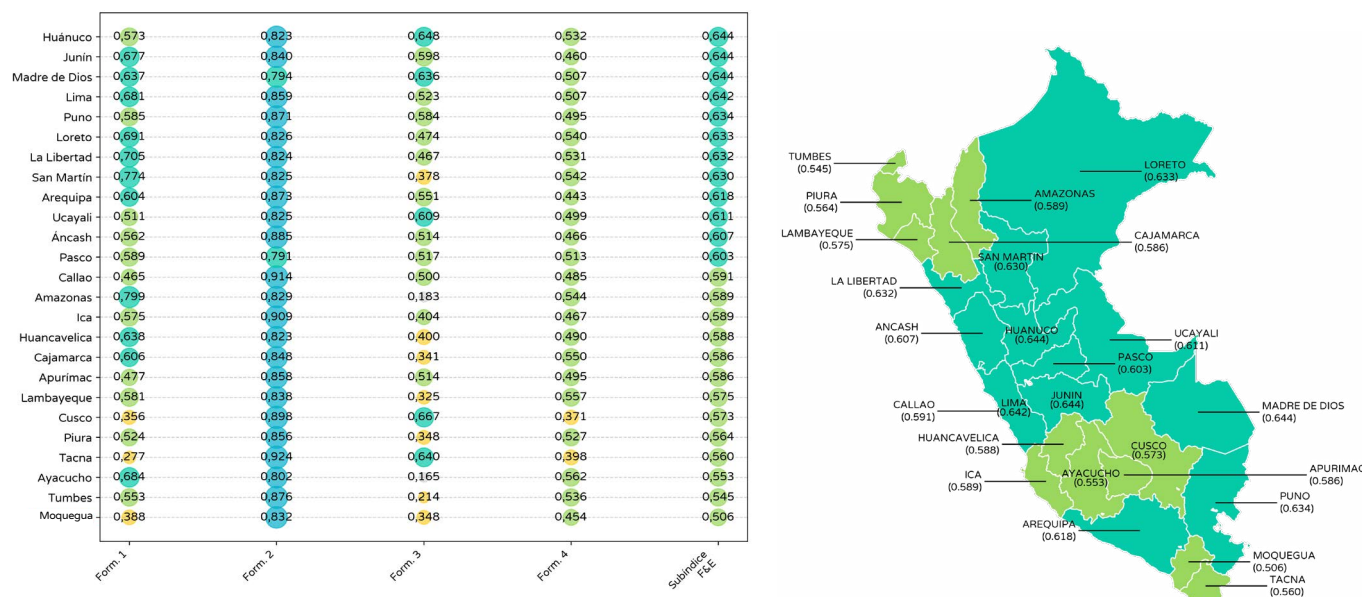 Huánuco 0,573 0,823 0,648 0,532 0,644
Junín 0,677 0,840 0,598 0,460 0,644
Madre de Dios 0,637 0,794 0,636 0,507 0,644
Lima 0,681 0,859 0,523 0,507 0,642
Puno 0,585 0,871 0,584 0,495 0,634
Loreto 0,691 0,826 0,474 0,540 0,633
La Libertad 0,705 0,824 0,467 0,531 0,632
San Martín 0,774 0,825 0,378 0,542 0,630
Arequipa 0,604 0,873 0,551 0,443 0,618
Ucayali 0,511 0,825 0,609 0,499 0,611
Áncash 0,562 0,885 0,514 0,466 0,607
Pasco 0,589 0,791 0,517 0,513 0,603
Callao 0,465 0,914 0,500 0,485 0,591
Amazonas 0,799 0,829 0,183 0,544 0,589
Ica 0,575 0,909 0,404 0,467 0,589
Huancavelica 0,638 0,823 0,400 0,490 0,588
Cajamarca 0,606 0,848 0,341 0,550 0,586
Apurímac 0,477 0,858 0,514 0,495 0,586
Lambayeque 0,581 0,838 0,325 0,557 0,575
Cusco 0,356 0,898 0,667 0,371 0,573
Piura 0,524 0,856 0,348 0,527 0,564
Tacna 0,277 0,924 0,640 0,398 0,560
Ayacucho 0,684 0,802 0,165 0,562 0,553
Tumbes 0,553 0,876 0,214 0,536 0,545
Moquegua 0,388 0,832 0,348 0,454 0,506
Form. 1 Form. 2 Form. 3 Form. 4 Subíndice
F&E
TUMBES
(0.545)
LORETO
(0.633)
PIURA
(0.564)
AMAZONAS
(0.589)
LAMBAYEQUE
(0.575)
CAJAMARCA
(0.586)
SAN MARTIN
(0.630)
LA LIBERTAD
(0.632)
ANCASH
(0.607)
HUANUCO
(0.644)
UCAYALI
(0.611)
PASCO
(0.603)
CALLAO
(0.591)
LIMA
(0.642)
JUNIN
(0.644)
MADRE DE DIOS
(0.644)
HUANCAVELICA
(0.588)
CUSCO
(0.573)
ICA
(0.589)
AYACUCHO
(0.553)
APURIMAC
(0.586)
PUNO
(0.634)
AREQUIPA
(0.618)
MOQUEGUA
(0.506)
TACNA
(0.560)